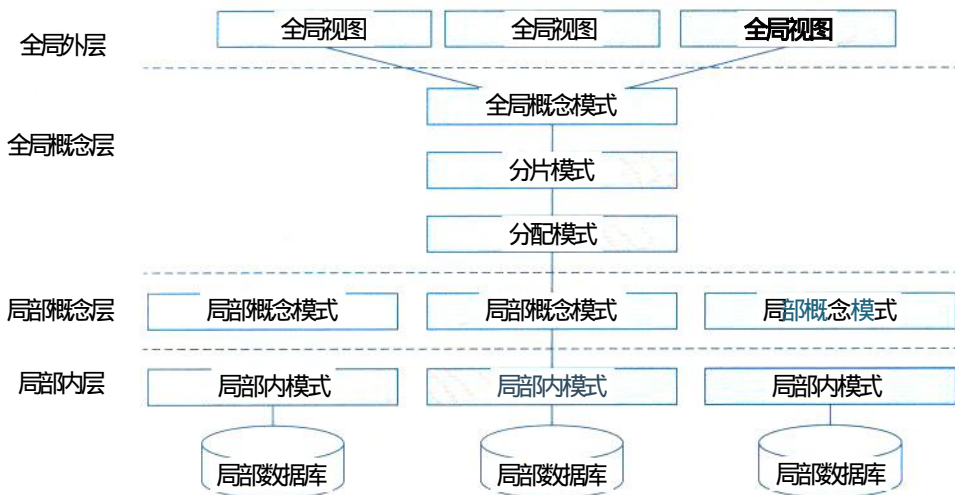 全局外层
全局视图 全局视图 全局视图
全局概念层
全局概念模式
分片模式
分配模式
局部概念层
局部概念模式 局部概念模式 局部概念模式
局部内层
局部内模式 局部内模式 局部内模式
局部数据库 局部数据库 局部数据库